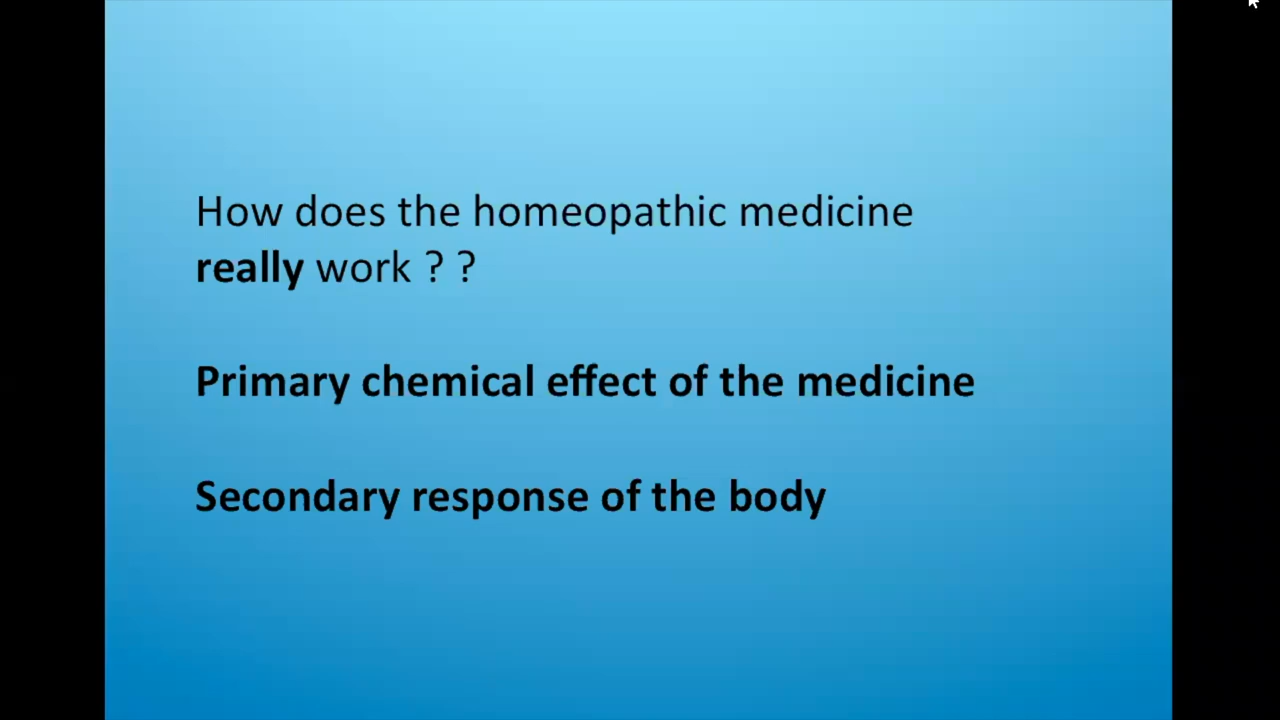 How does the homeopathic medicine
really work ? ?
Primary chemical effect of the medicine
Secondary response of the body